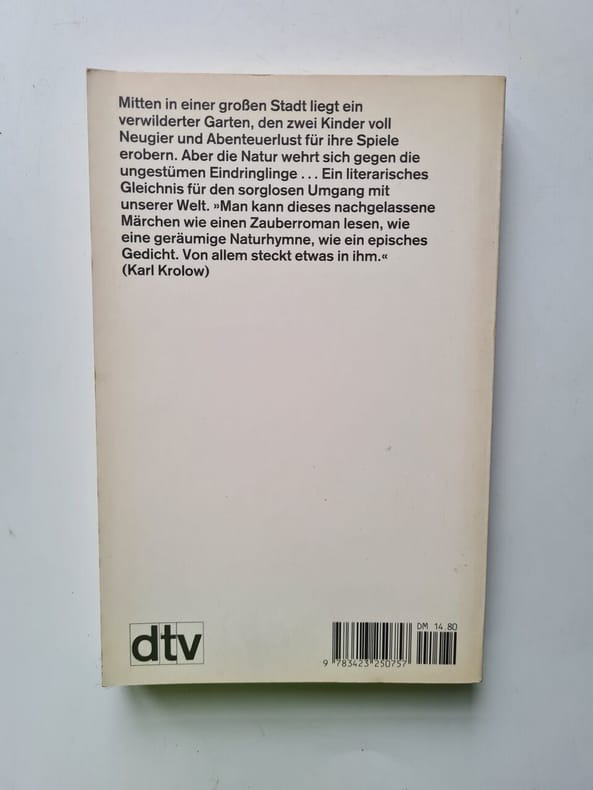 Mitten in einer großen Stadt liegt ein
verwilderter Garten, den zwei Kinder voll
Neugier und Abenteuerlust für ihre Spiele
erobern. Aber die Natur wehrt sich gegen die
ungestümen Eindringlinge ... Ein literarisches
Gleichnis für den sorglosen Umgang mit
unserer Welt. »Man kann dieses nachgelassene
Märchen wie einen Zauberroman lesen, wie
eine geräumige Naturhymne, wie ein episches
Gedicht. Von allem steckt etwas in ihm.«
(Karl Krolow)
DM 14.80
dtv
9 783423 250757